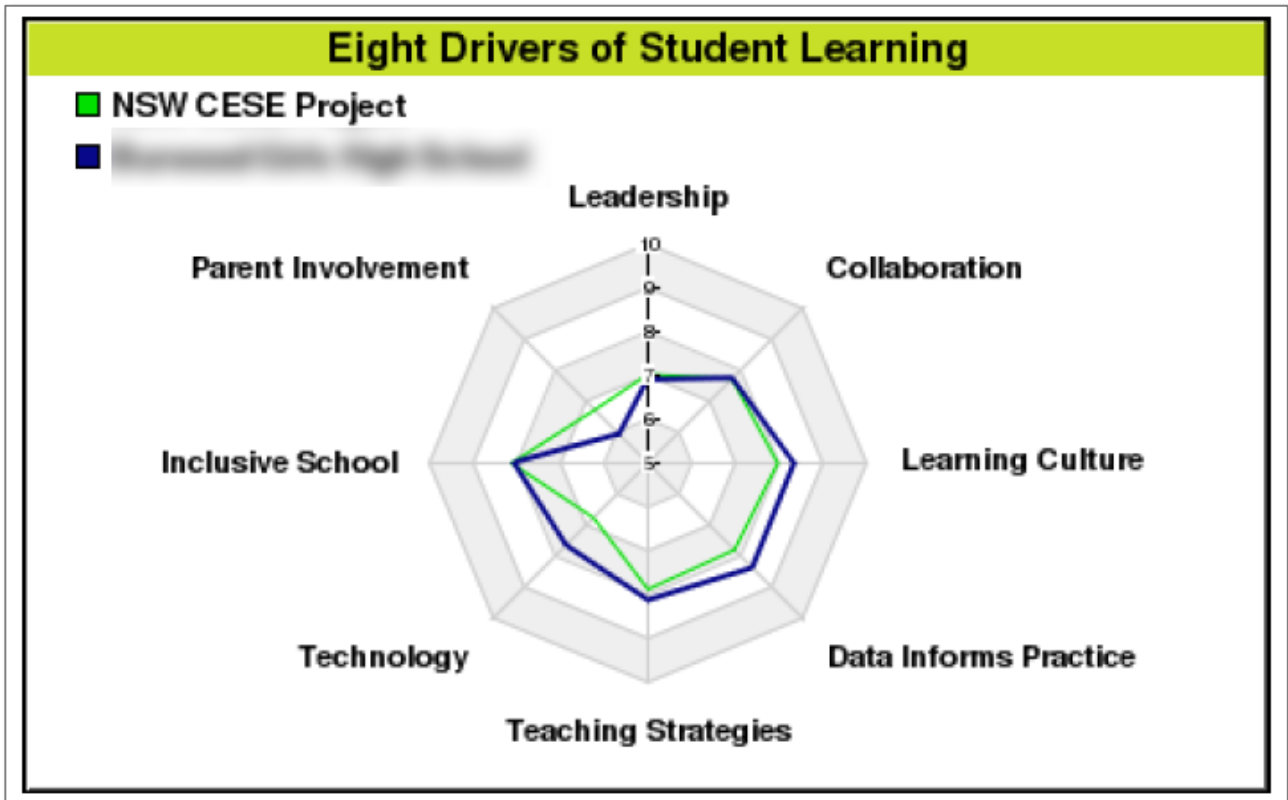 Eight Drivers of Student Learning
NSW CESE Project
Leadership
Parent Involvement
Collaboration
10
9
8
7
6
5
Inclusive School
Learning Culture
Technology
Data Informs Practice
Teaching Strategies